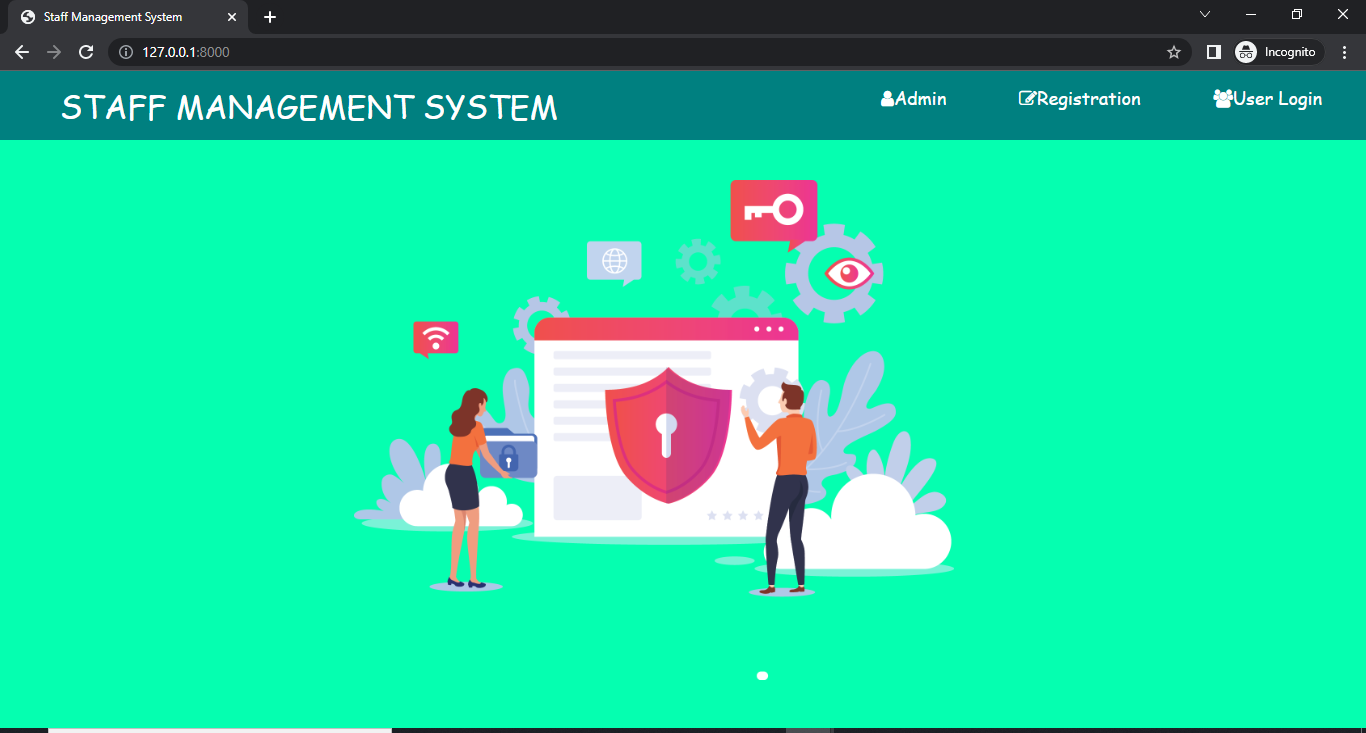 Staff Management System
127.0.0.1:8000
Incognito
STAFF MANAGEMENT SYSTEM
Admin
Registration
User Login